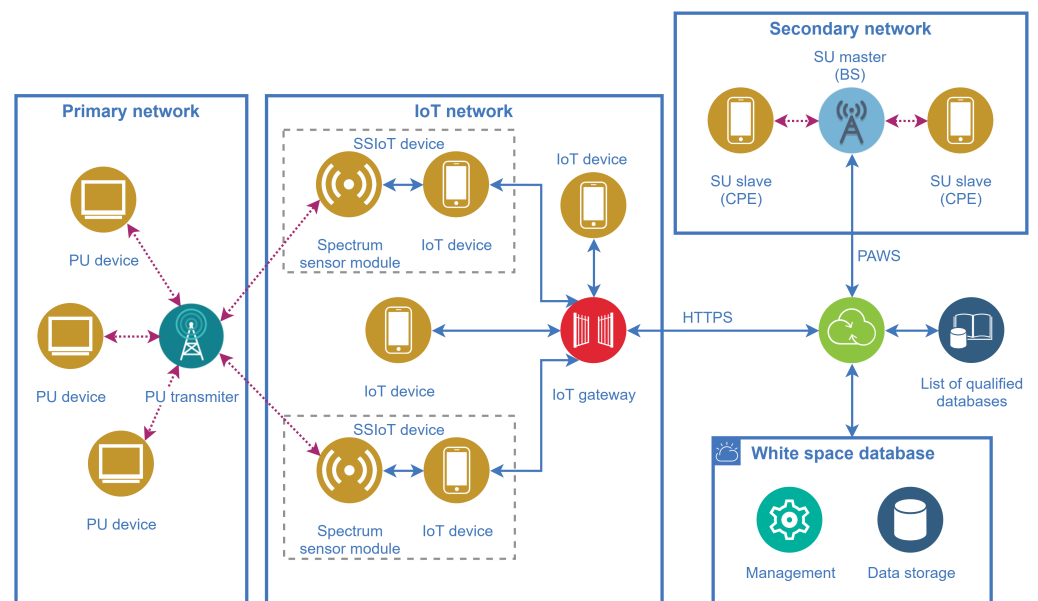 Primary network
PU device
PU device
PU transmiter
PU device
IoT network
SSIoT device
Spectrum
sensor module
IoT device
IoT device
IoT device
IoT gateway
SSIoT device
Spectrum
sensor module
IoT device
HTTPS
Secondary network
SU master
(BS)
SU slave
(CPE)
SU slave
(CPE)
PAWS
List of qualified
databases
White space database
Management
Data storage